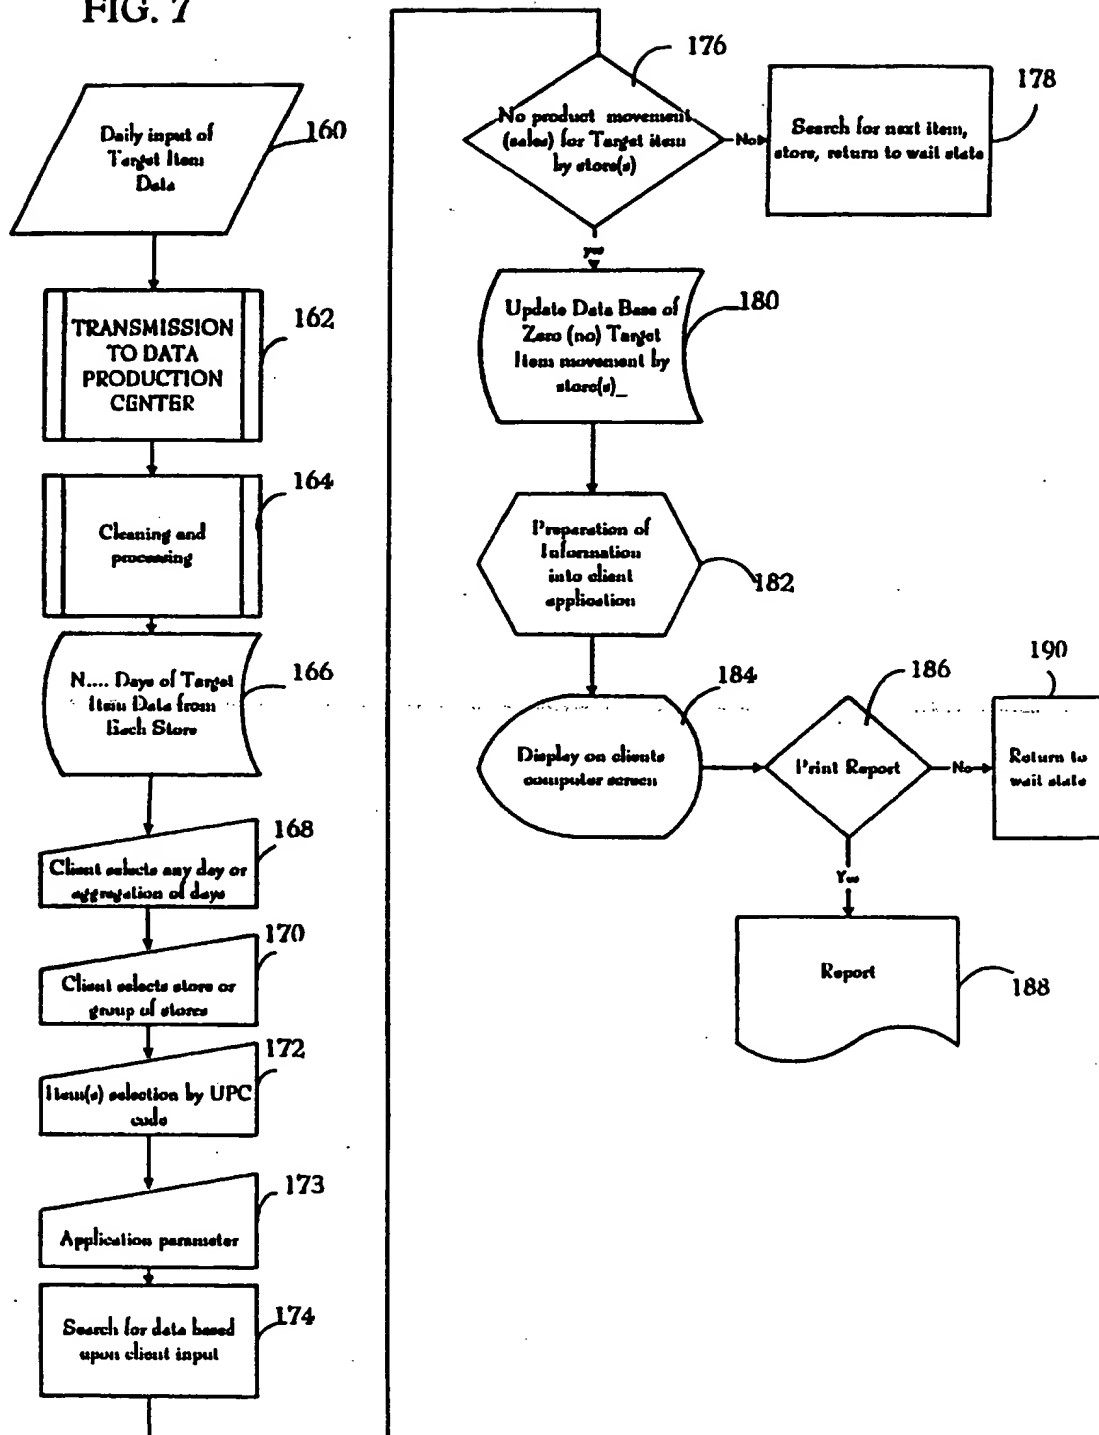 FIG. 7
Daily input of
Target Item
Data
160
TRANSMISSION
TO DATA
PRODUCTION
CENTER
162
Cleaning and
processing
164
N.... Days of Target
Item Data from
Each Store
166
Client selects any day or
aggregation of days
168
Client selects store or
group of stores
170
Item(s) selection by UPC
code
172
Application parameter
173
Search for data based
upon client input
174
No product movement
(sales) for Target item
by store(s)
176
No
Search for next item,
store, return to wait state
178
yes
Update Data Base of
Zero (no) Target
Item movement by
store(s)_
180
Preparation of
Information
into client
application
182
Display on clients
computer screen
184
Print Report
186
No
Return to
wait state
190
Yes
Report
188